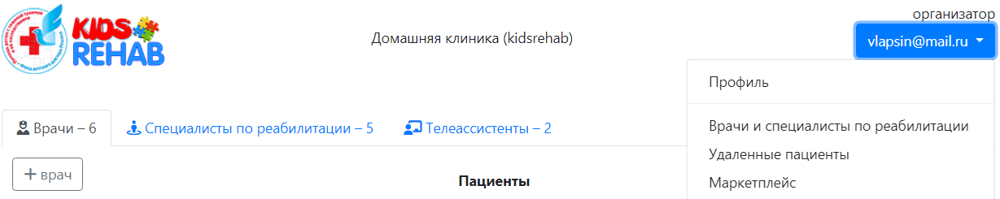 KIDS
REHAB
Домашняя клиника (kidsrehab)
организатор
vlapsin@mail.ru
Профиль
Врачи и специалисты по реабилитации
Удаленные пациенты
Маркетплейс
Врачи – 6
Специалисты по реабилитации – 5
Телеассистенты – 2
+ врач
Пациенты